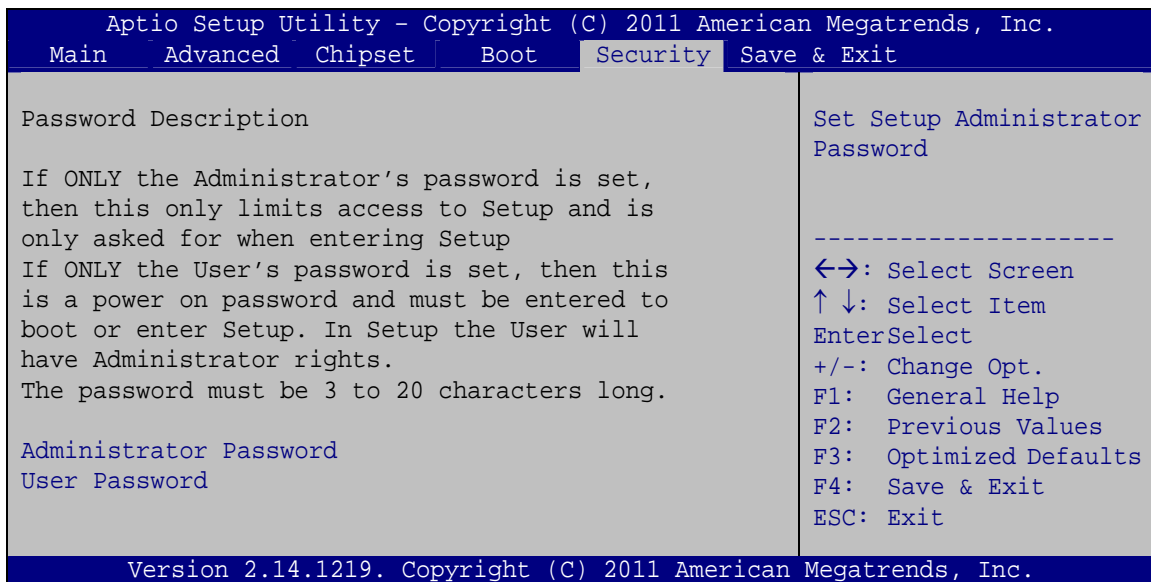 Aptio Setup Utility – Copyright (C) 2011 American Megatrends, Inc.
Main Advanced Chipset Boot Security Save & Exit
Password Description
If ONLY the Administrator’s password is set,
then this only limits access to Setup and is
only asked for when entering Setup
If ONLY the User’s password is set, then this
is a power on password and must be entered to
boot or enter Setup. In Setup the User will
have Administrator rights.
The password must be 3 to 20 characters long.
Administrator Password
User Password
Set Setup Administrator
Password
---------------------
←→: Select Screen
↑ ↓: Select Item
EnterSelect
+/-: Change Opt.
F1: General Help
F2: Previous Values
F3: Optimized Defaults
F4: Save & Exit
ESC: Exit
Version 2.14.1219. Copyright (C) 2011 American Megatrends, Inc.